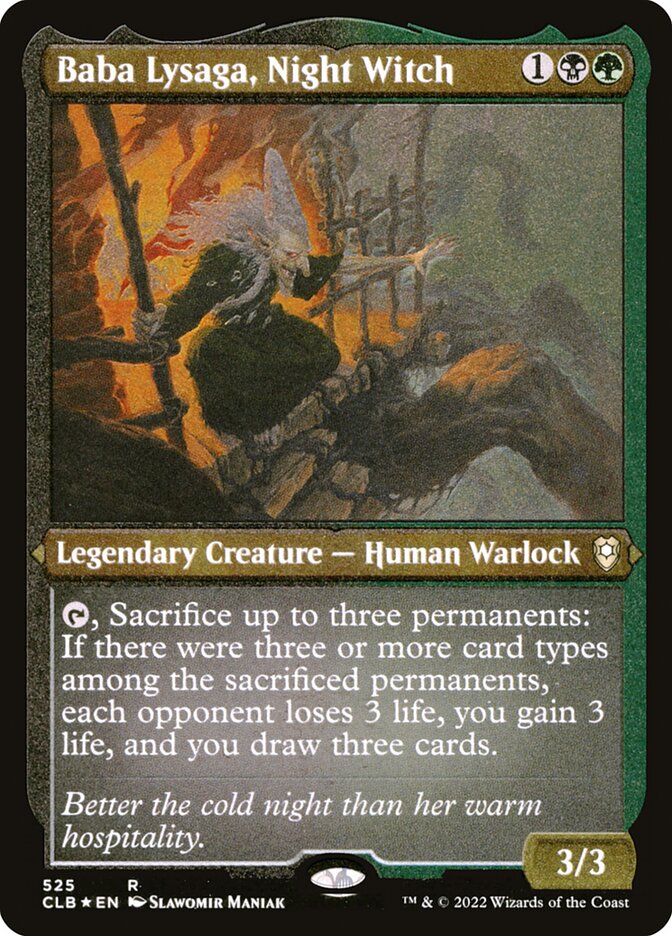 Baba Lysaga, Night Witch 1
Legendary Creature — Human Warlock
, Sacrifice up to three permanents:
If there were three or more card types
among the sacrificed permanents,
each opponent loses 3 life, you gain 3
life, and you draw three cards.
Better the cold night than her warm
hospitality.
3/3
525 R
CLB★EN Slawomir Maniak ™ & © 2022 Wizards of the Coast